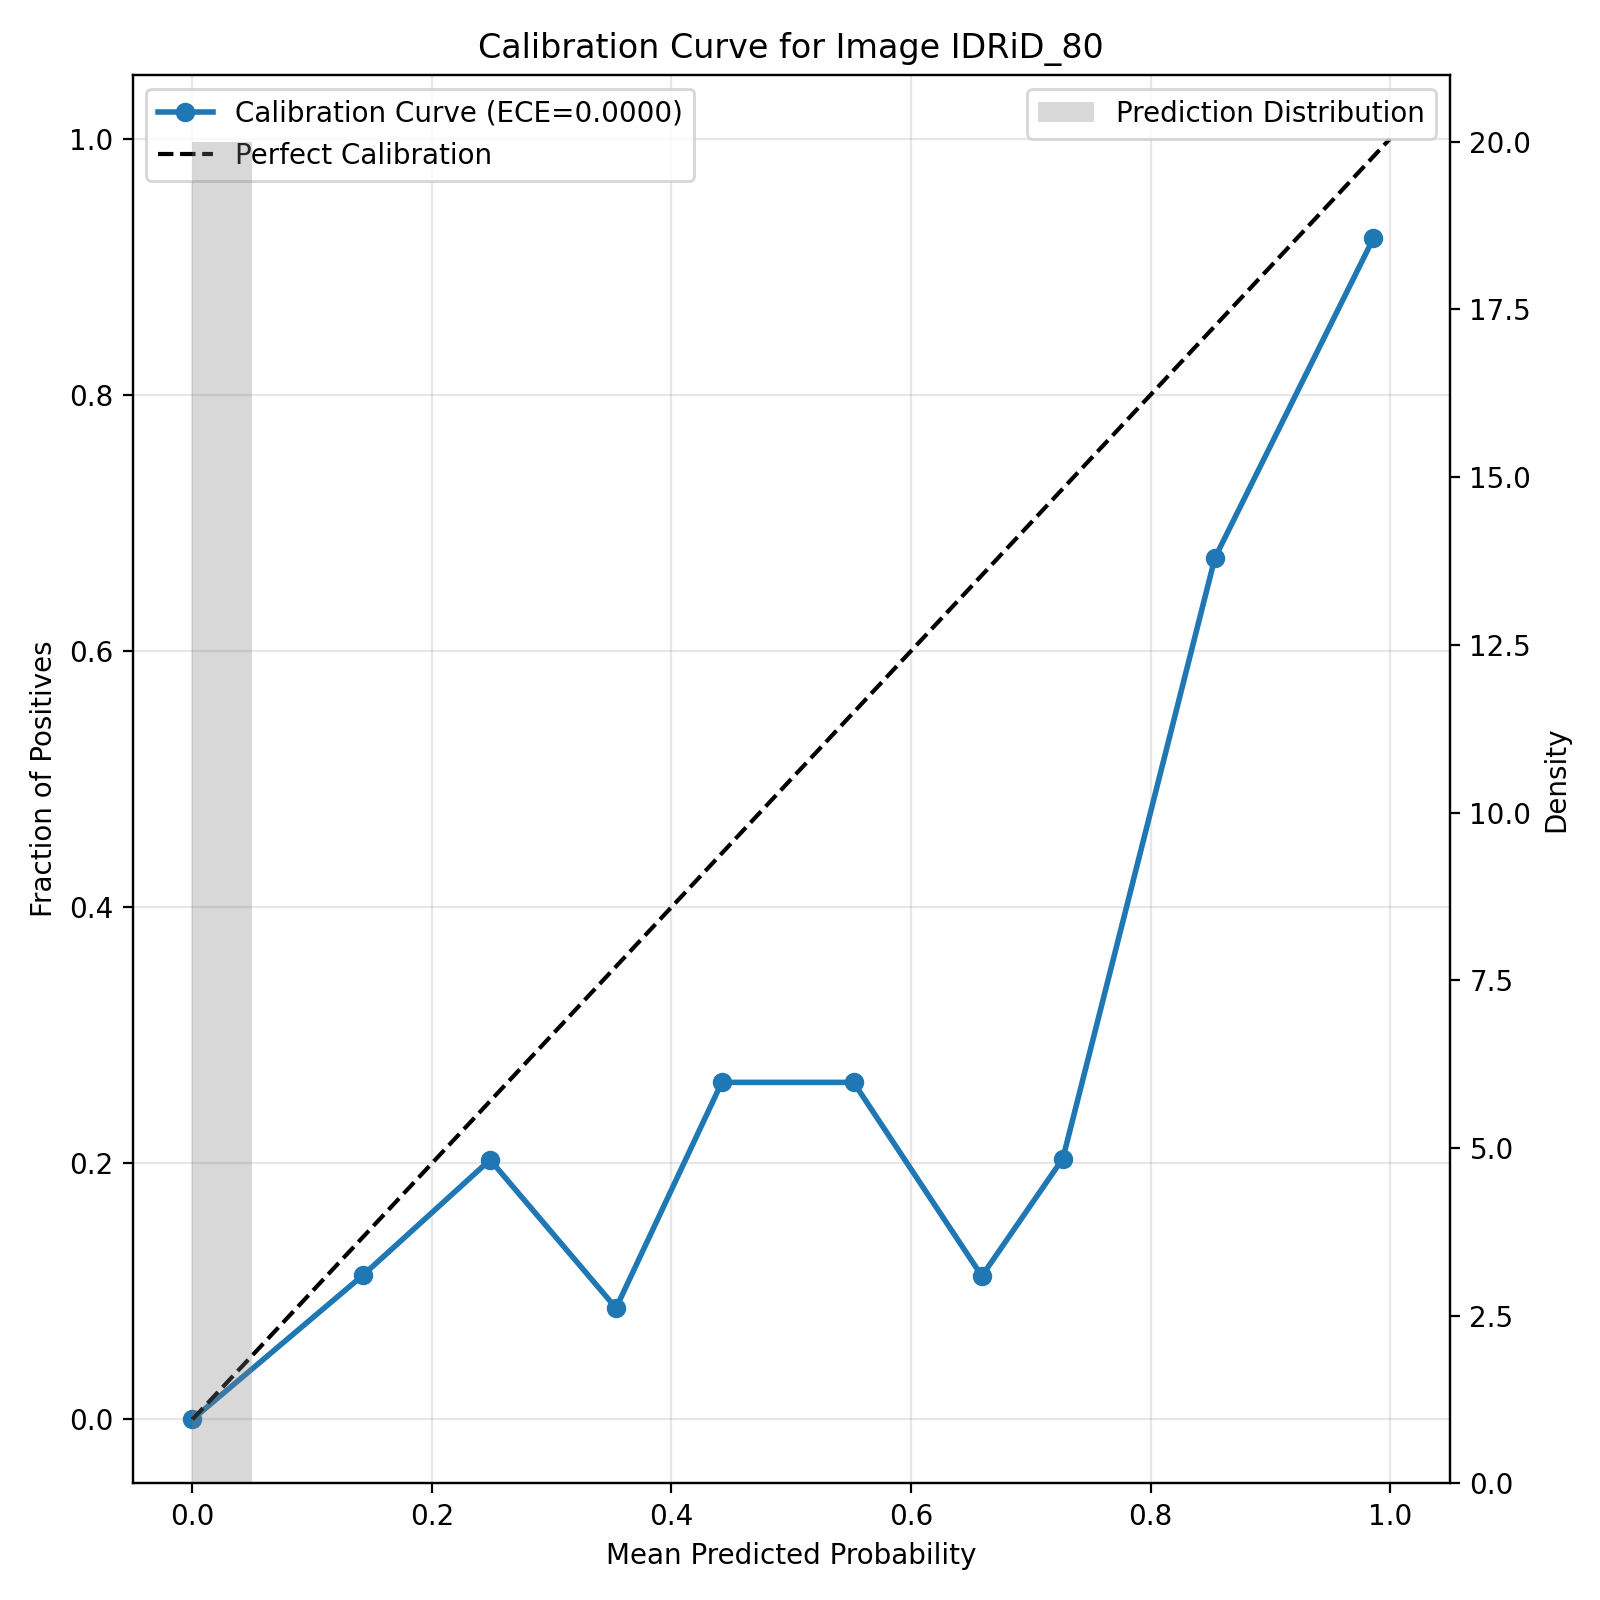 Calibration Curve for Image IDRiD_80
Calibration Curve (ECE=0.0000)
Perfect Calibration
Prediction Distribution
1.0
0.8
0.6
0.4
0.2
0.0
Fraction of Positives
20.0
17.5
15.0
12.5
10.0
7.5
5.0
2.5
0.0
Density
0.0 0.2 0.4 0.6 0.8 1.0
Mean Predicted Probability